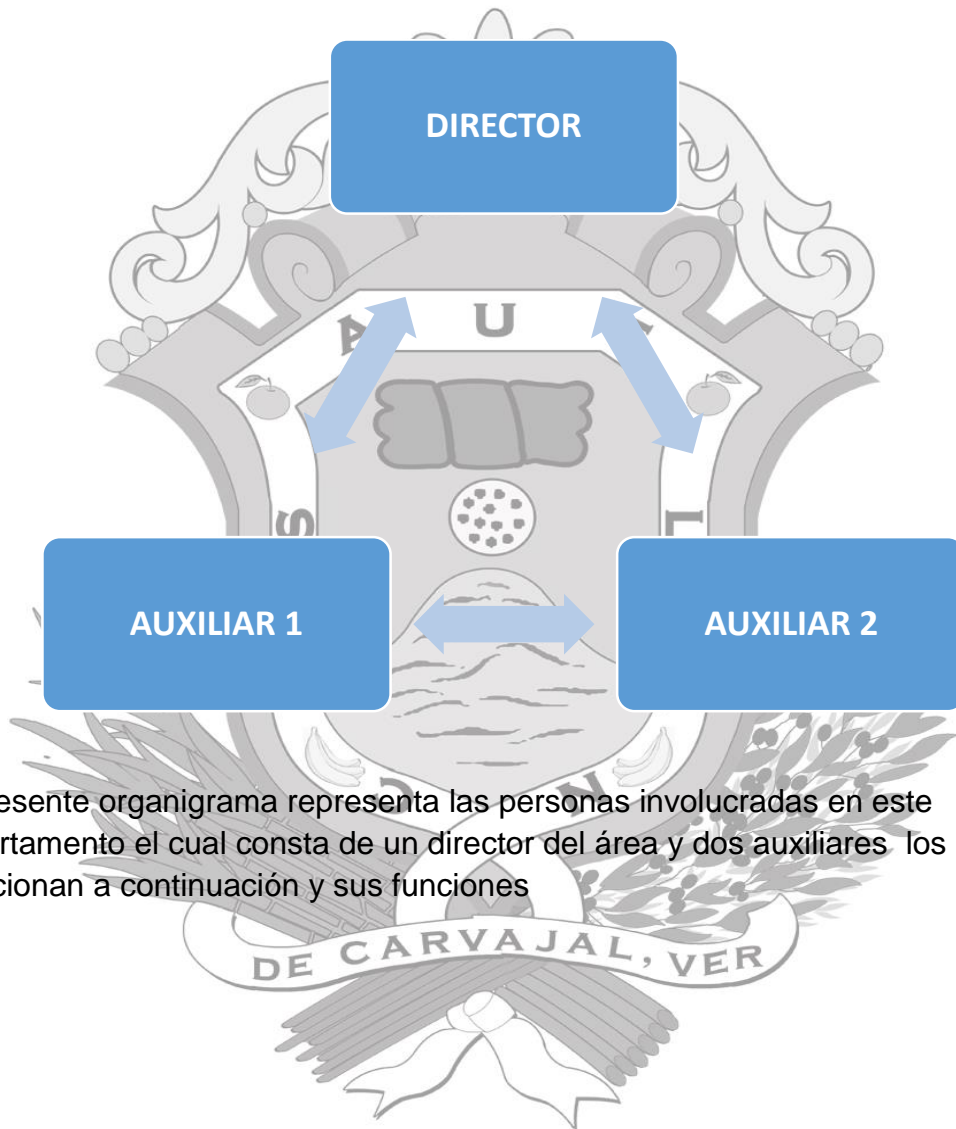 DIRECTOR
A U
S L
AUXILIAR 1
AUXILIAR 2
esente organigrama representa las personas involucradas en este
rtamento el cual consta de un director del área y dos auxiliares los
cionan a continuación y sus funciones
DE CARVAJAL, VER